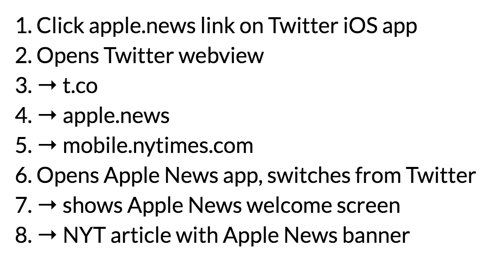 1. Click apple.news link on Twitter iOS app
2. Opens Twitter webview
3. → t.co
4. → apple.news
5. → mobile.nytimes.com
6. Opens Apple News app, switches from Twitter
7. → shows Apple News welcome screen
8. → NYT article with Apple News banner